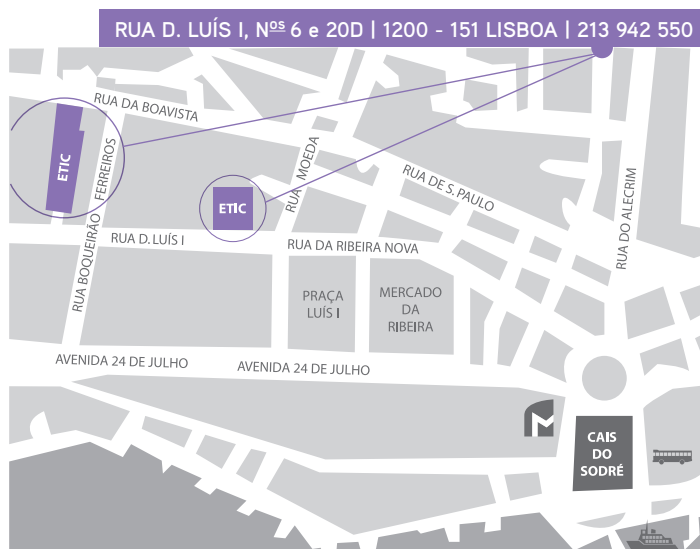 RUA D. LUÍS I, Nos 6 e 20D | 1200 - 151 LISBOA | 213 942 550
RUA DA BOAVISTA
RUA MOEDA
ETIC
RUA BOQUEIRÃO FERREIROS
ETIC
RUA DE S. PAULO
RUA DO ALECRIM
RUA D. LUÍS I
RUA DA RIBEIRA NOVA
PRAÇA
LUÍS I
MERCADO
DA
RIBEIRA
AVENIDA 24 DE JULHO
AVENIDA 24 DE JULHO
M
CAIS
DO
SODRÉ